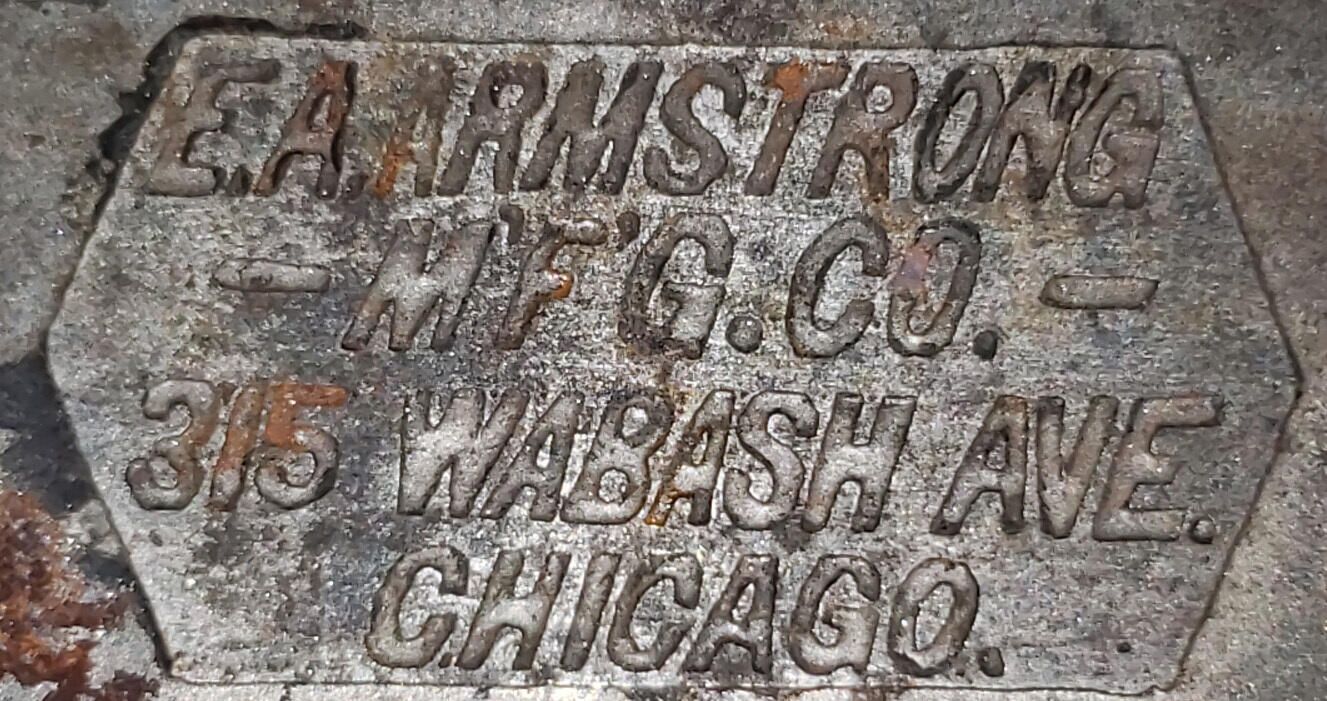 E.A. ARMSTRONG
- M'F'G. CO. -
315 WABASH AVE.
CHICAGO.